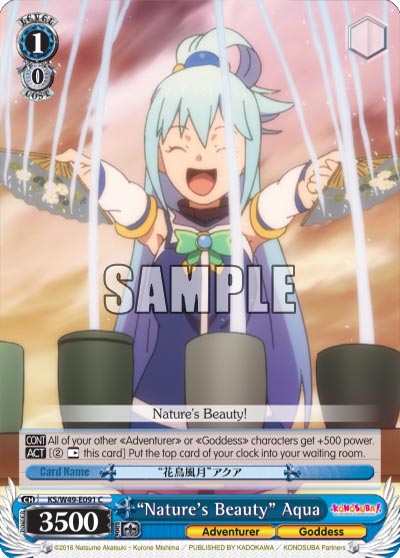 LEVEL
1
0
COST
SAMPLE
Nature's Beauty!
CONT All of your other «Adventurer» or «Goddess» characters get +500 power.
ACT [② this card] Put the top card of your clock into your waiting room.
Card Name “花鳥風月”アクア
CH KS/W49-E091 C
POWER 3500 SOUL “Nature's Beauty” Aqua KONOSUBA!
Adventurer Goddess
©2016 Natsume Akatsuki・Kurone Mishima / PUBLISHED BY KADOKAWA / KONOSUBA Partners